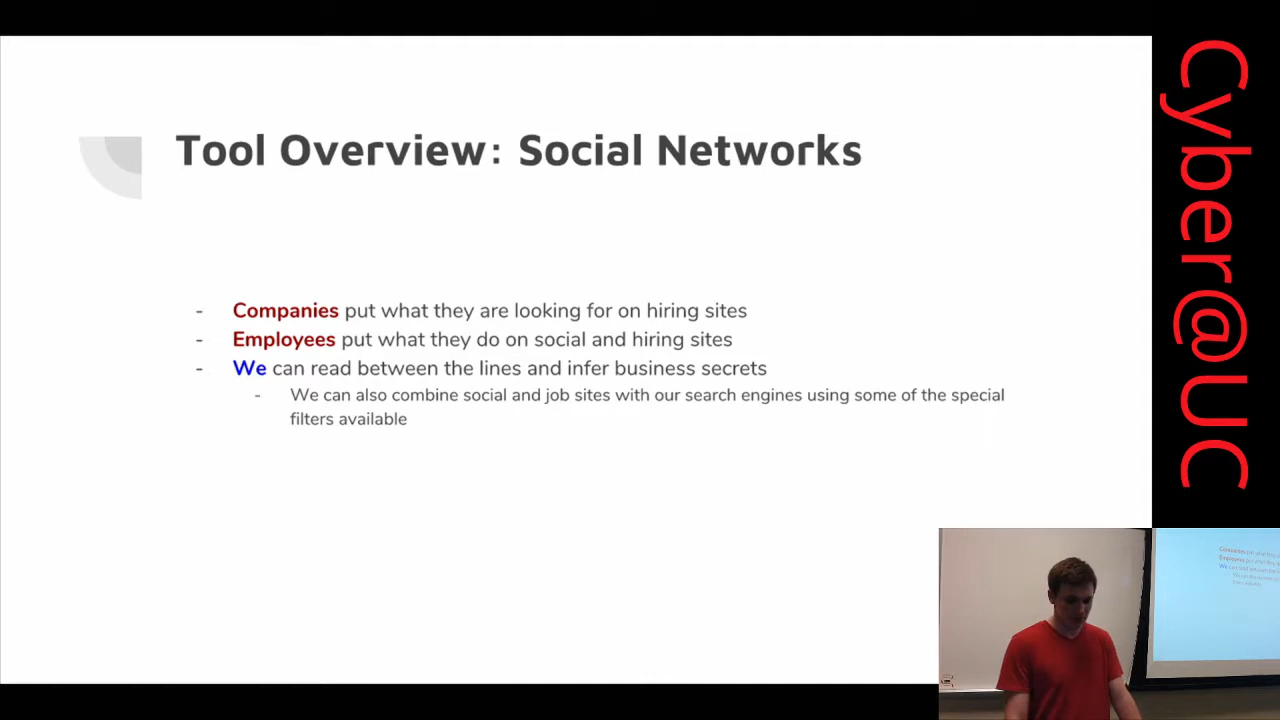 Tool Overview: Social Networks
- Companies put what they are looking for on hiring sites
- Employees put what they do on social and hiring sites
- We can read between the lines and infer business secrets
- We can also combine social and job sites with our search engines using some of the special
filters available
Cyber@UC